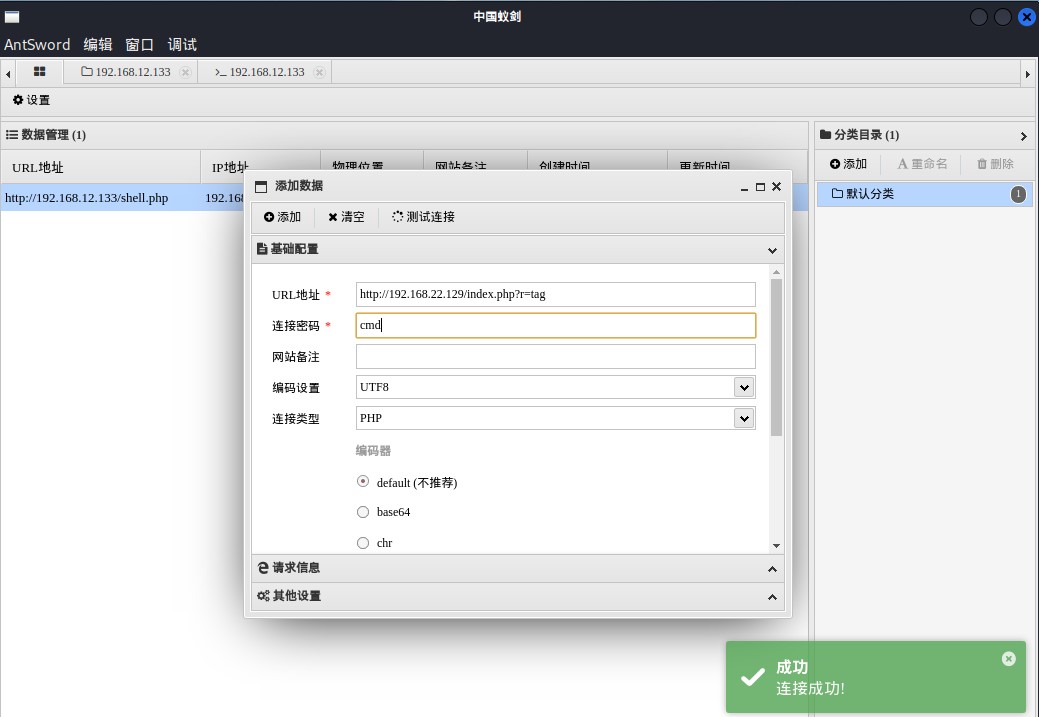 中国蚁剑
AntSword 编辑 窗口 调试
192.168.12.133 >_ 192.168.12.133
设置
数据管理 (1)
分类目录 (1)
URL地址 IP地址 物理位置 网站备注 创建时间 更新时间
添加 重命名 删除
http://192.168.12.133/shell.php 192.168
默认分类 1
添加数据
添加 清空 测试连接
基础配置
URL地址 * http://192.168.22.129/index.php?r=tag
连接密码 * cmd
网站备注
编码设置 UTF8
连接类型 PHP
编码器
default (不推荐)
base64
chr
请求信息
其他设置
成功
连接成功!